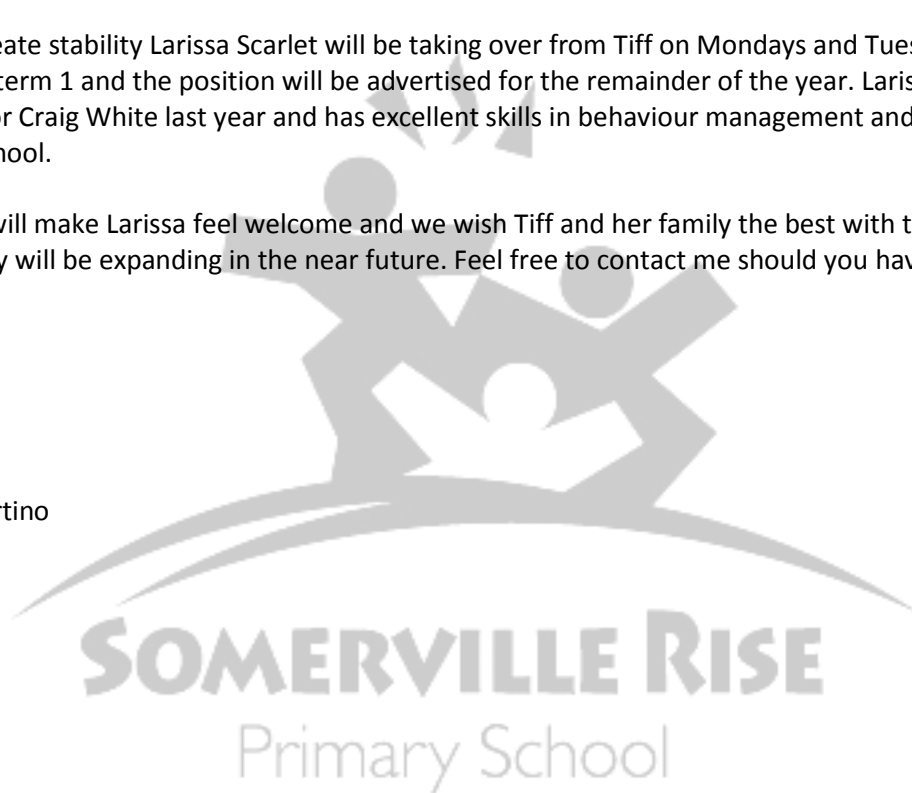 eate stability Larissa Scarlet will be taking over from Tiff on Mondays and Tues
term 1 and the position will be advertised for the remainder of the year. Laris
or Craig White last year and has excellent skills in behaviour management and
hool.
will make Larissa feel welcome and we wish Tiff and her family the best with t
y will be expanding in the near future. Feel free to contact me should you hav
rtino
SOMERVILLE RISE
Primary School